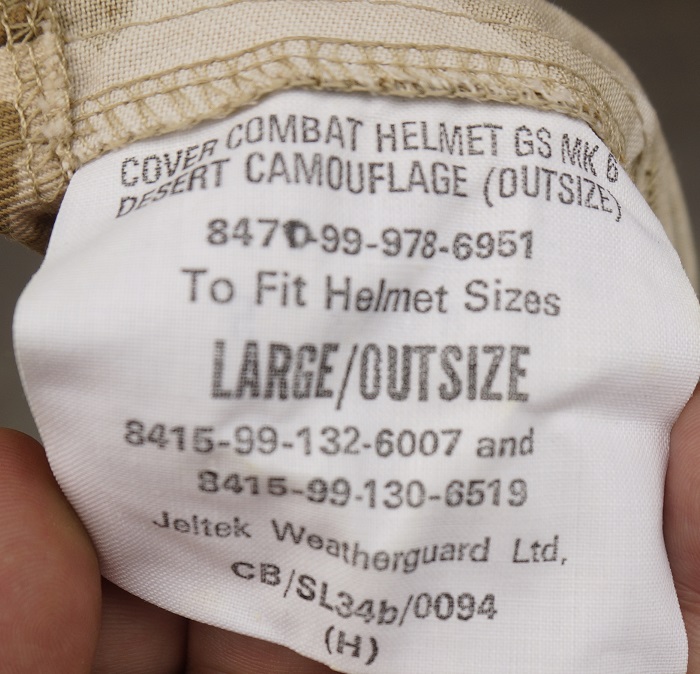 COVER COMBAT HELMET GS MK 6
DESERT CAMOUFLAGE (OUTSIZE)
8470-99-978-6951
To Fit Helmet Sizes
LARGE/OUTSIZE
8415-99-132-6007 and
8415-99-130-6519
Jeltek Weatherguard Ltd,
CB/SL34b/0094
(H)